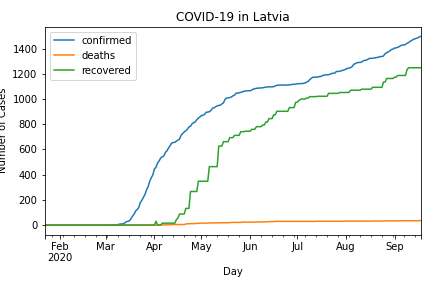 COVID-19 in Latvia
confirmed
deaths
recovered
1400
1200
1000
800
600
400
200
0
Number of Cases
Feb Mar Apr May Jun Jul Aug Sep
2020
Day